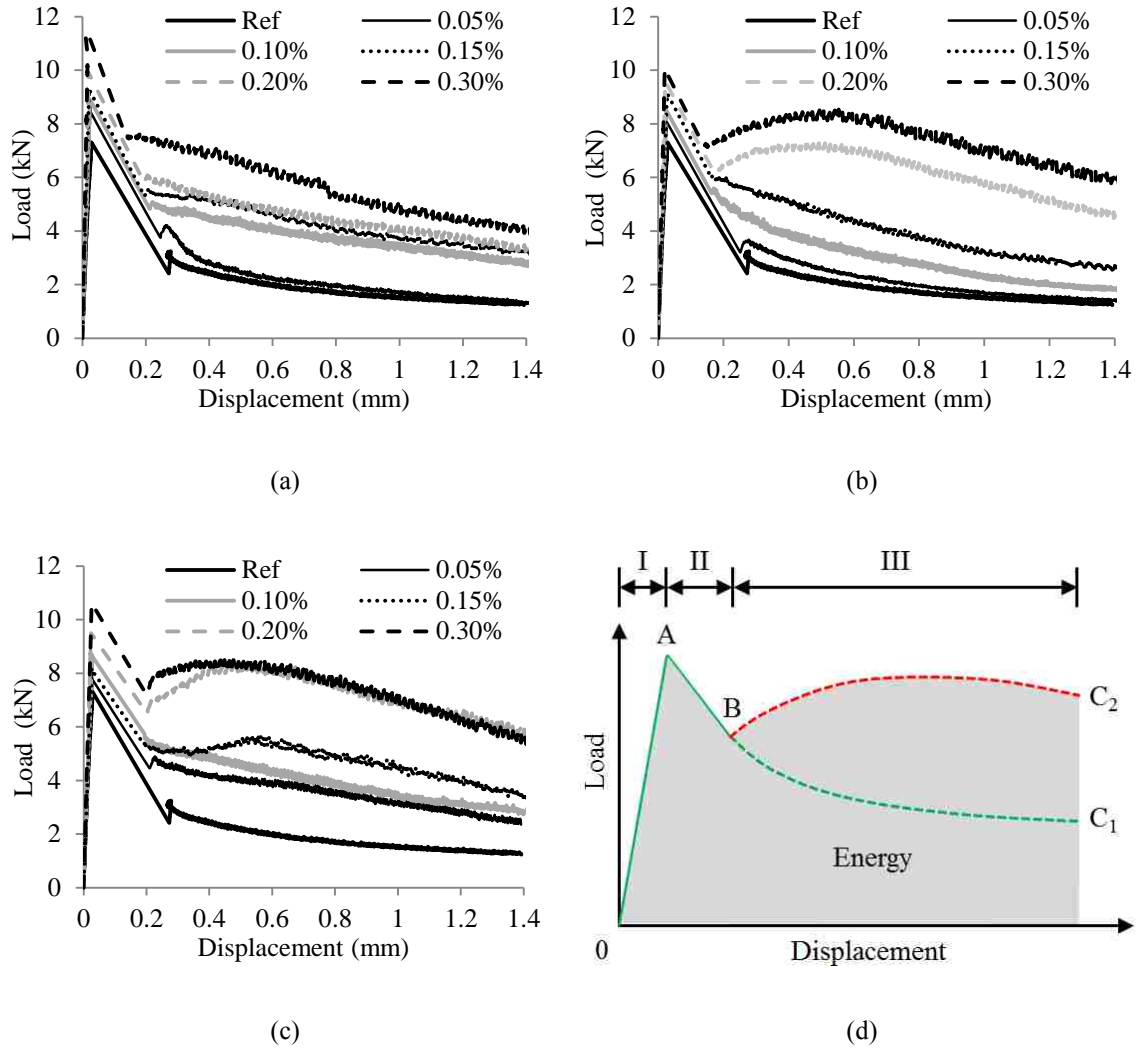 12
10
8
6
4
2
0
Load (kN)
Ref
0.05%
0.10%
0.15%
0.20%
0.30%
0 0.2 0.4 0.6 0.8 1 1.2 1.4
Displacement (mm)
(a)
12
10
8
6
4
2
0
Load (kN)
Ref
0.05%
0.10%
0.15%
0.20%
0.30%
0 0.2 0.4 0.6 0.8 1 1.2 1.4
Displacement (mm)
(b)
12
10
8
6
4
2
0
Load (kN)
Ref
0.05%
0.10%
0.15%
0.20%
0.30%
0 0.2 0.4 0.6 0.8 1 1.2 1.4
Displacement (mm)
(c)
I II III
A
B
C2
C1
Load
Energy
0
Displacement
(d)